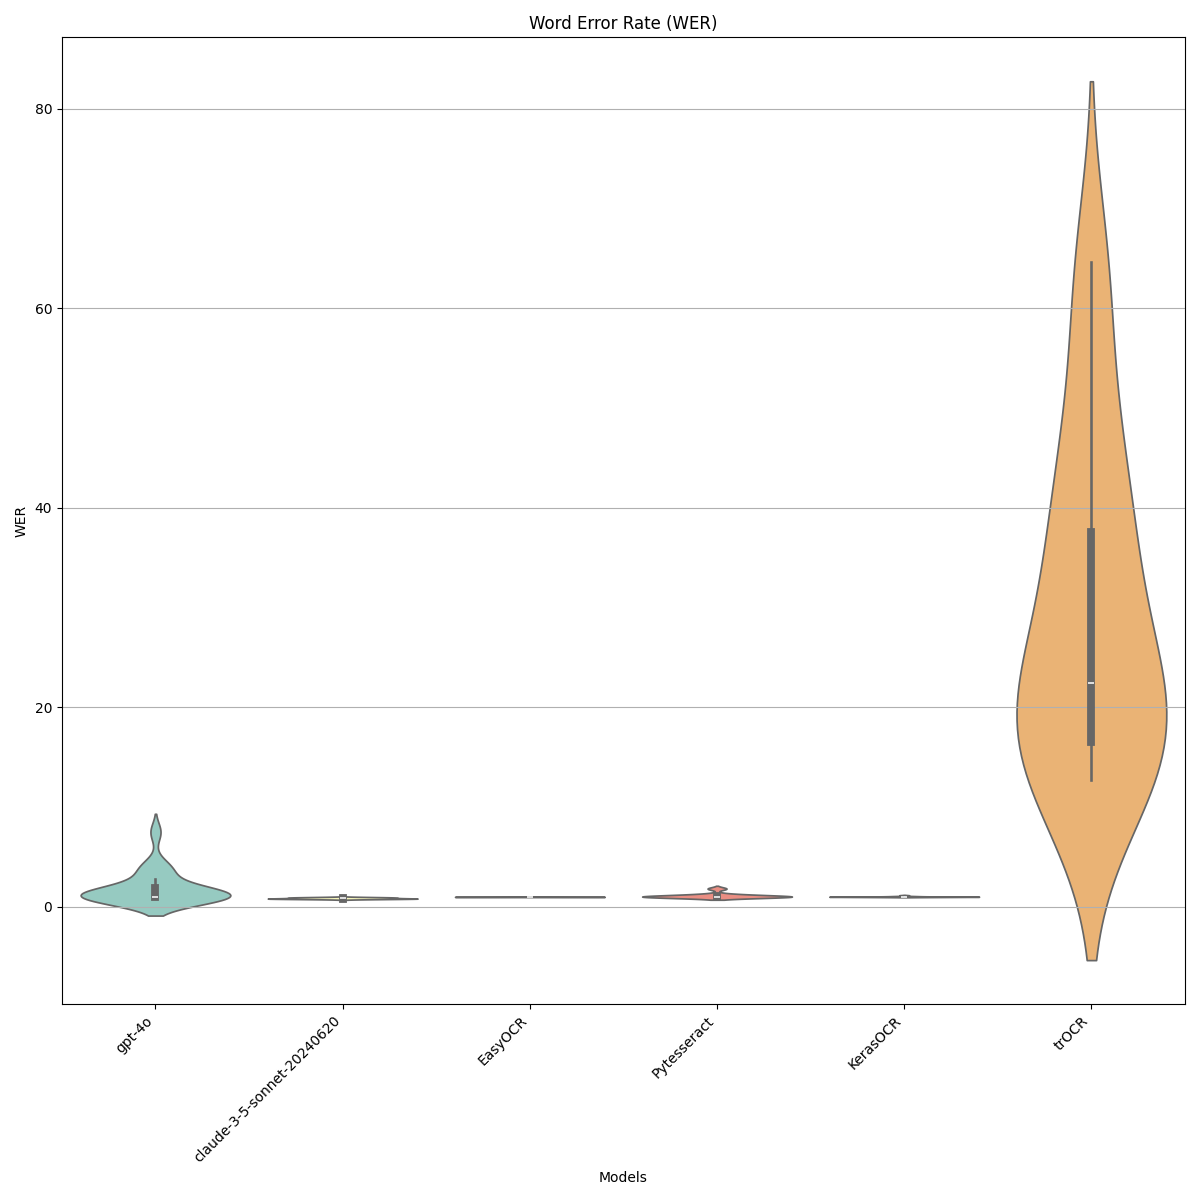 Word Error Rate (WER)
80
60
40
20
0
WER
gpt-4o
claude-3-5-sonnet-20240620
EasyOCR
Pytesseract
KerasOCR
trOCR
Models